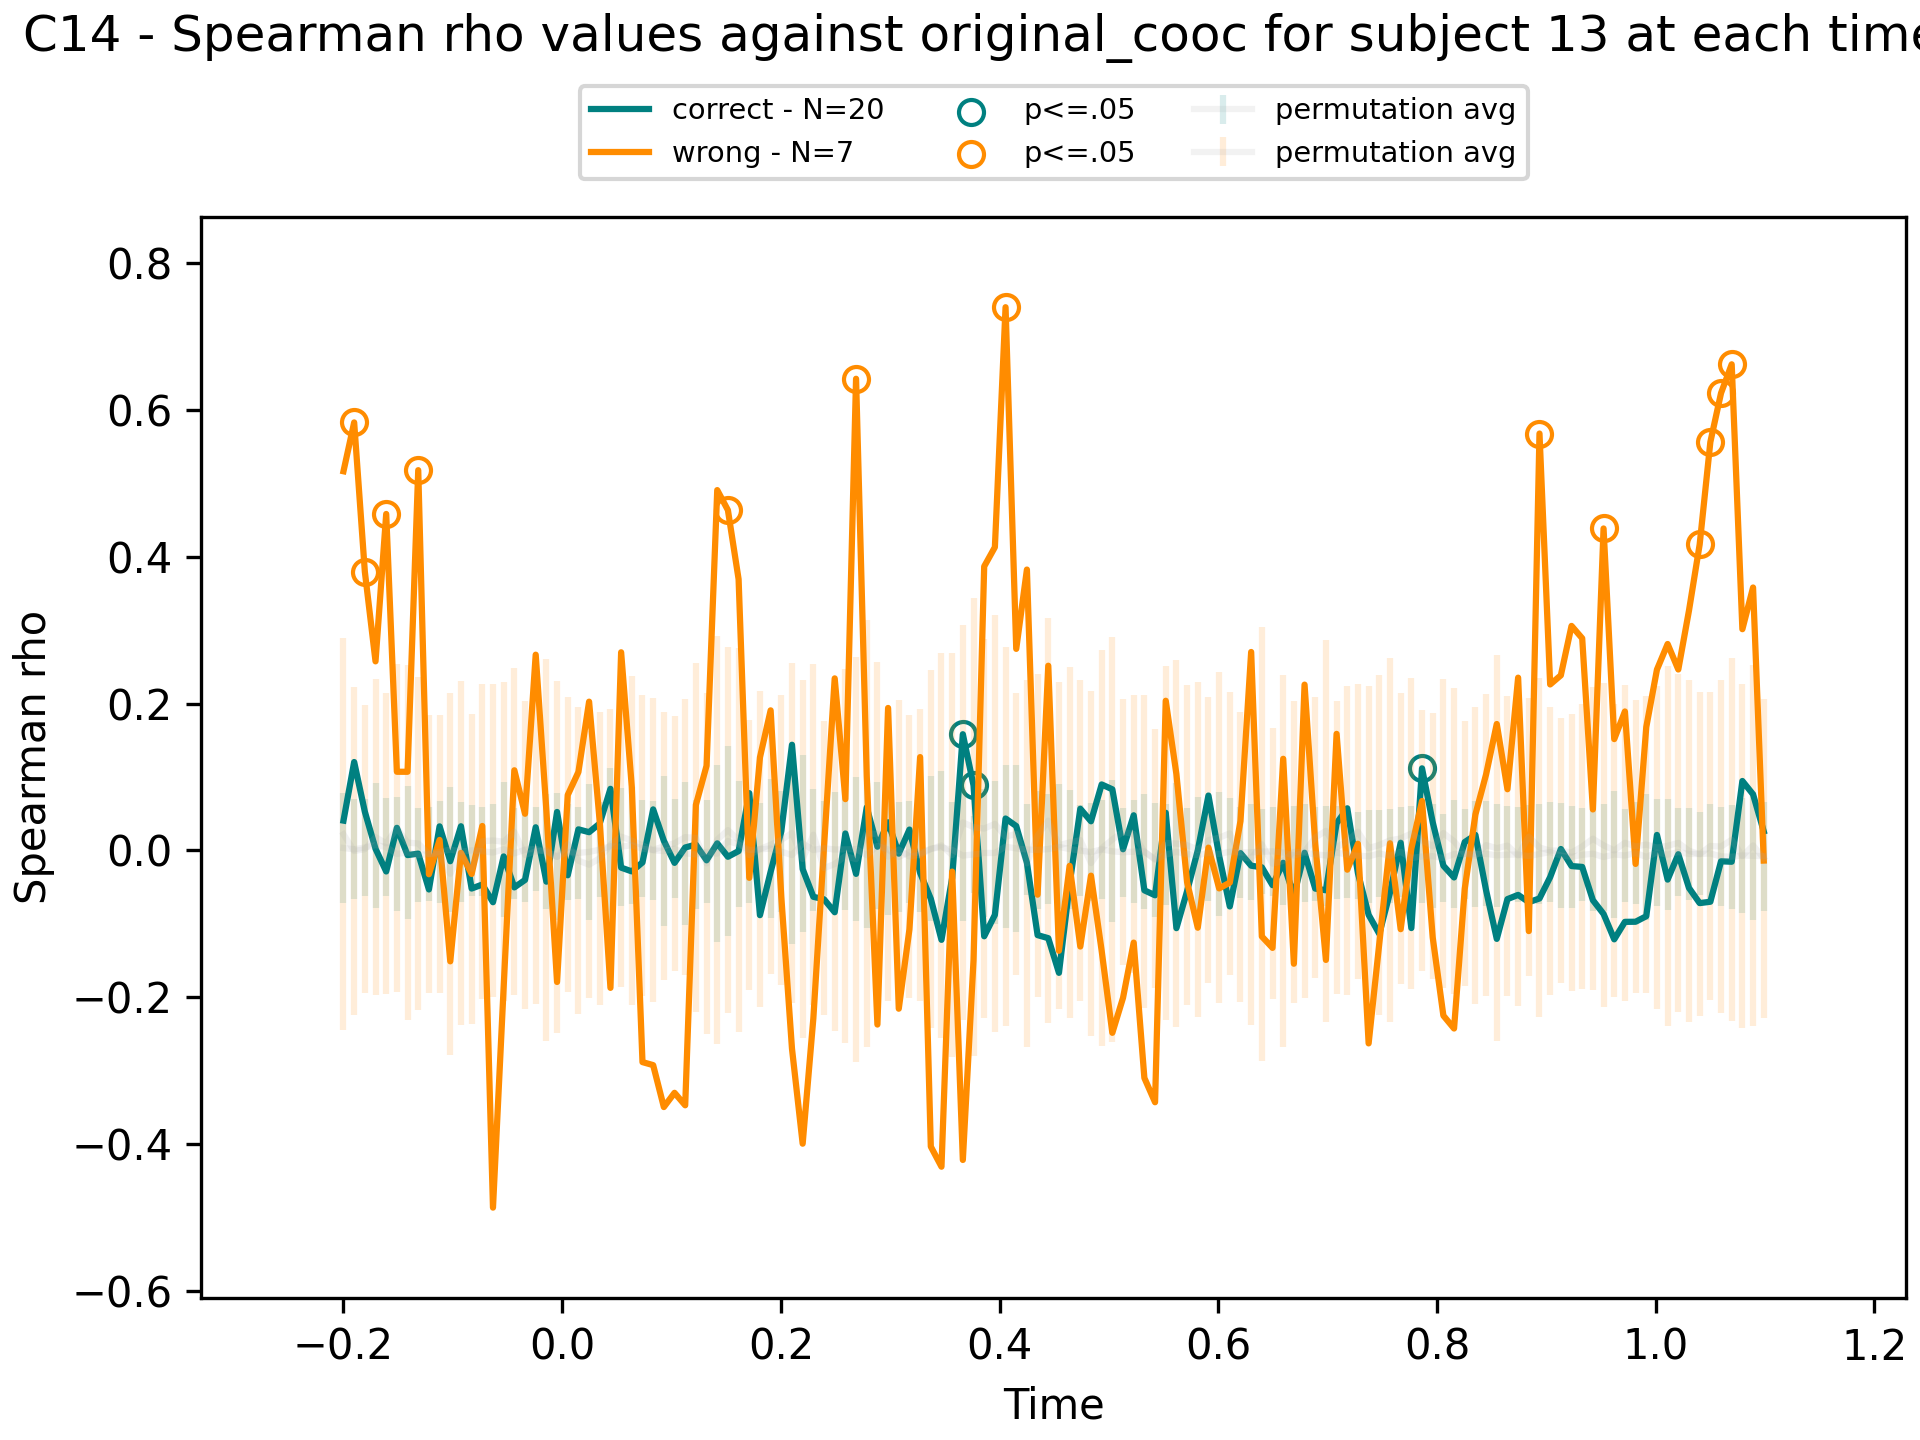 C14 - Spearman rho values against original_cooc for subject 13 at each time
correct - N=20
wrong - N=7
p<=.05
p<=.05
permutation avg
permutation avg
0.8
0.6
0.4
0.2
0.0
−0.2
−0.4
−0.6
Spearman rho
−0.2
0.0
0.2
0.4
0.6
0.8
1.0
1.2
Time